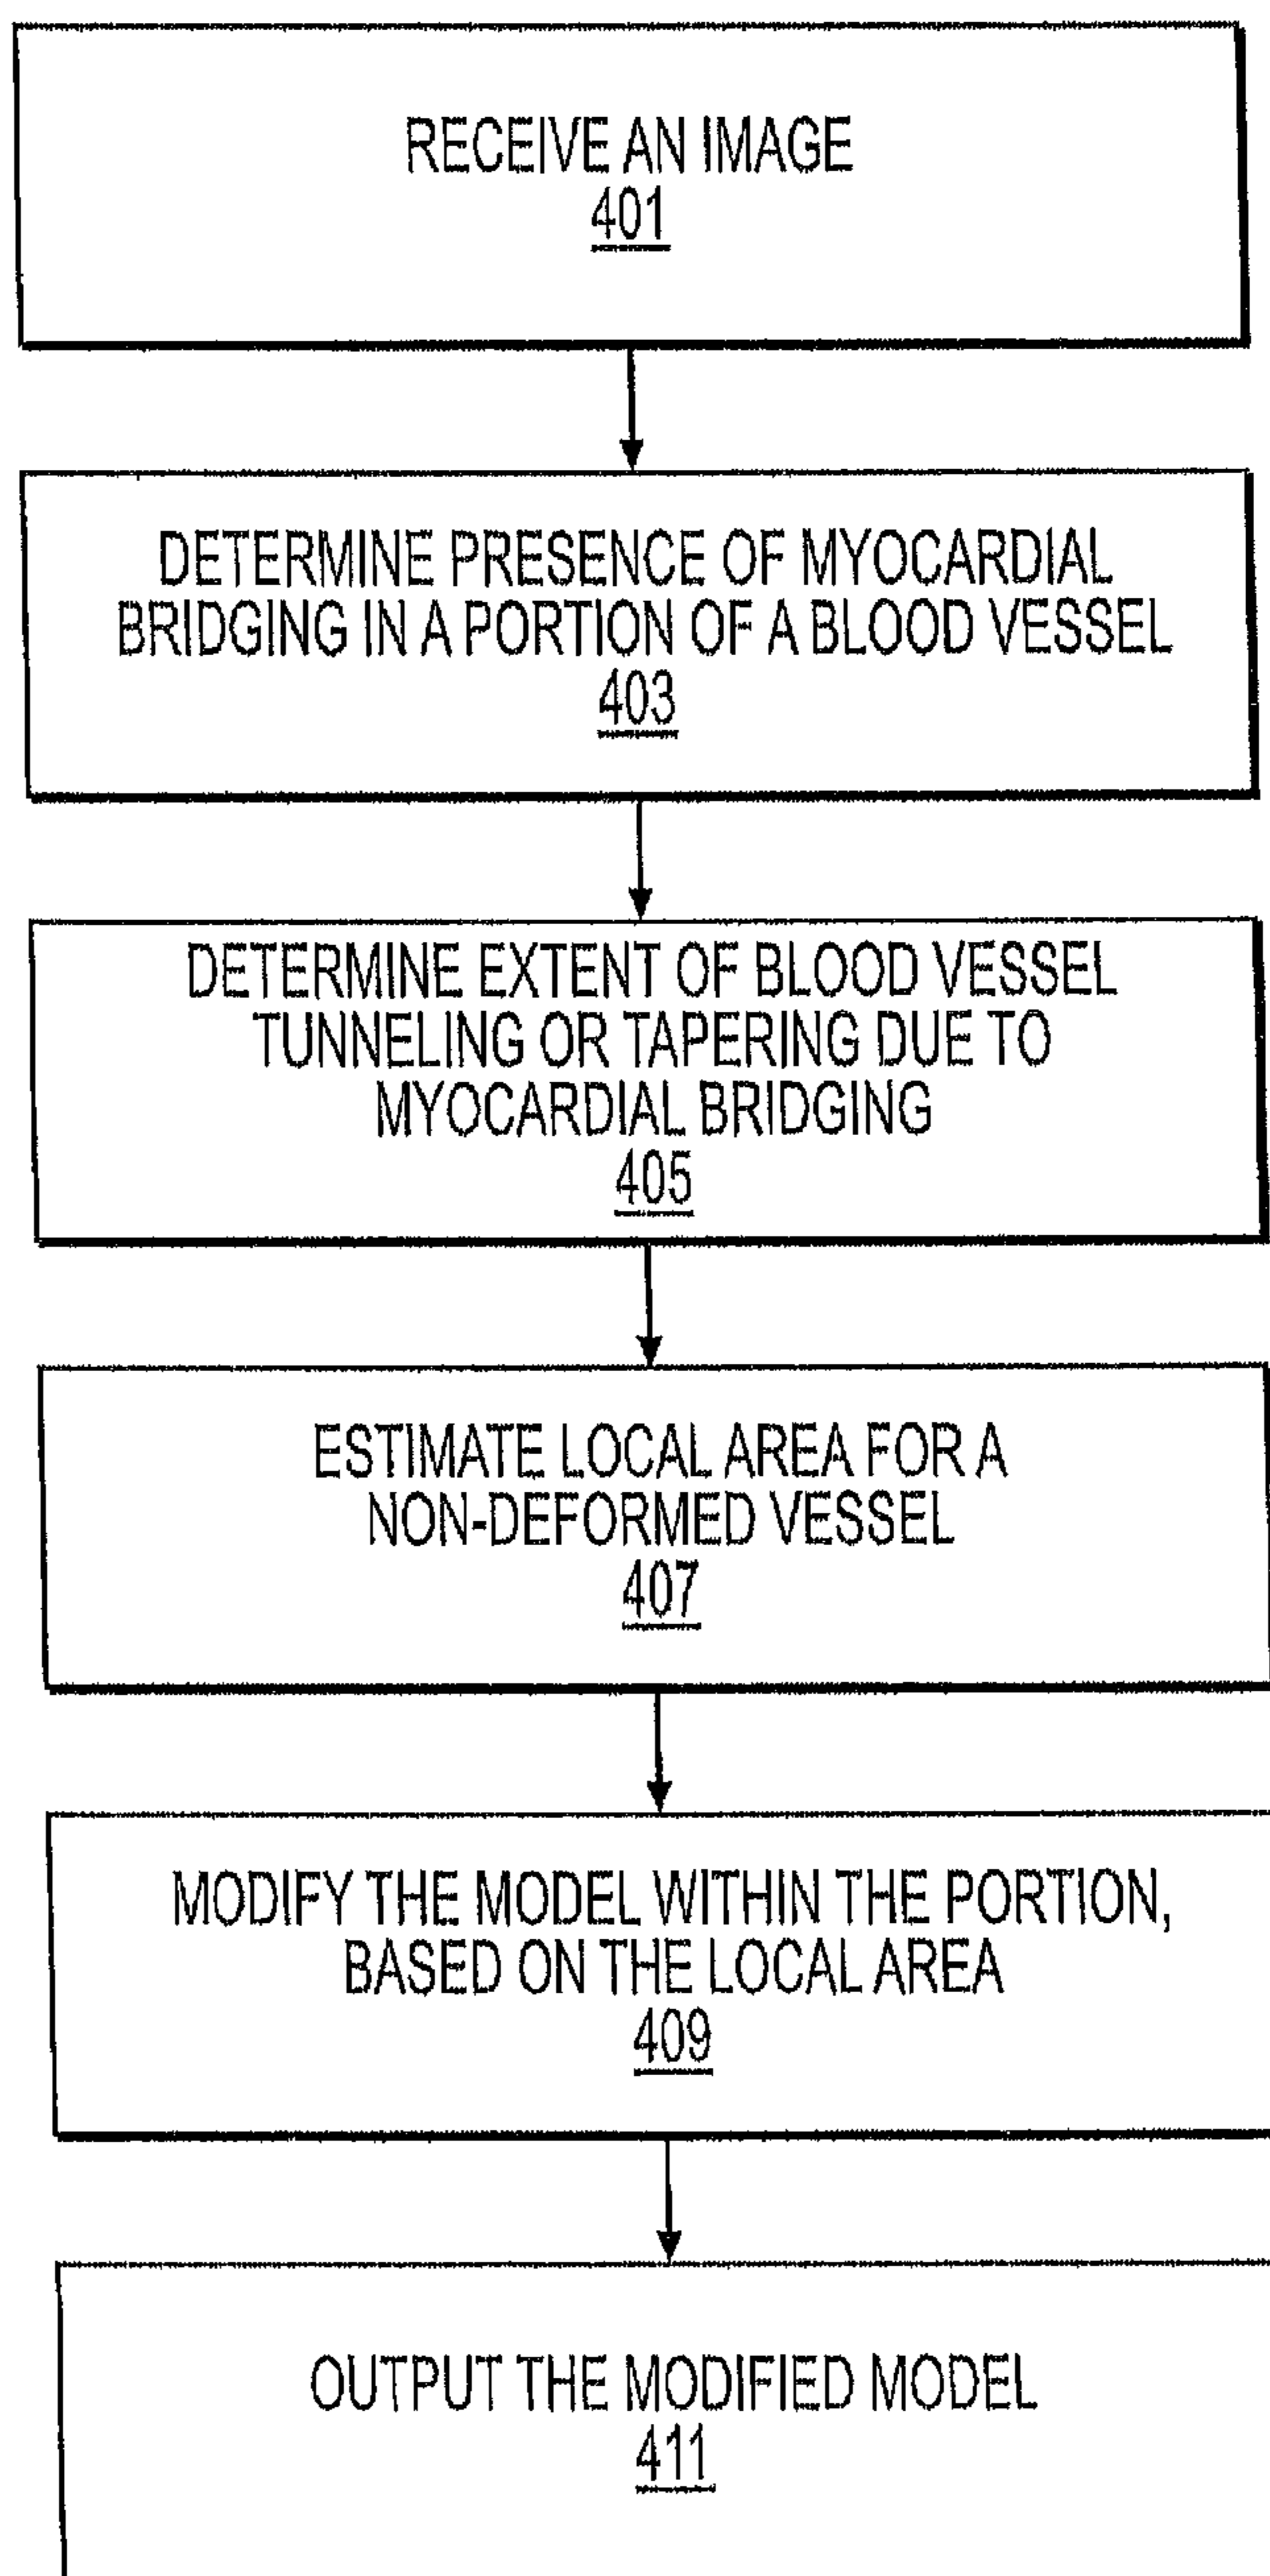 RECEIVE AN IMAGE
401
DETERMINE PRESENCE OF MYOCARDIAL
BRIDGING IN A PORTION OF A BLOOD VESSEL
403
DETERMINE EXTENT OF BLOOD VESSEL
TUNNELING OR TAPERING DUE TO
MYOCARDIAL BRIDGING
405
ESTIMATE LOCAL AREA FOR A
NON-DEFORMED VESSEL
407
MODIFY THE MODEL WITHIN THE PORTION,
BASED ON THE LOCAL AREA
409
OUTPUT THE MODIFIED MODEL
411